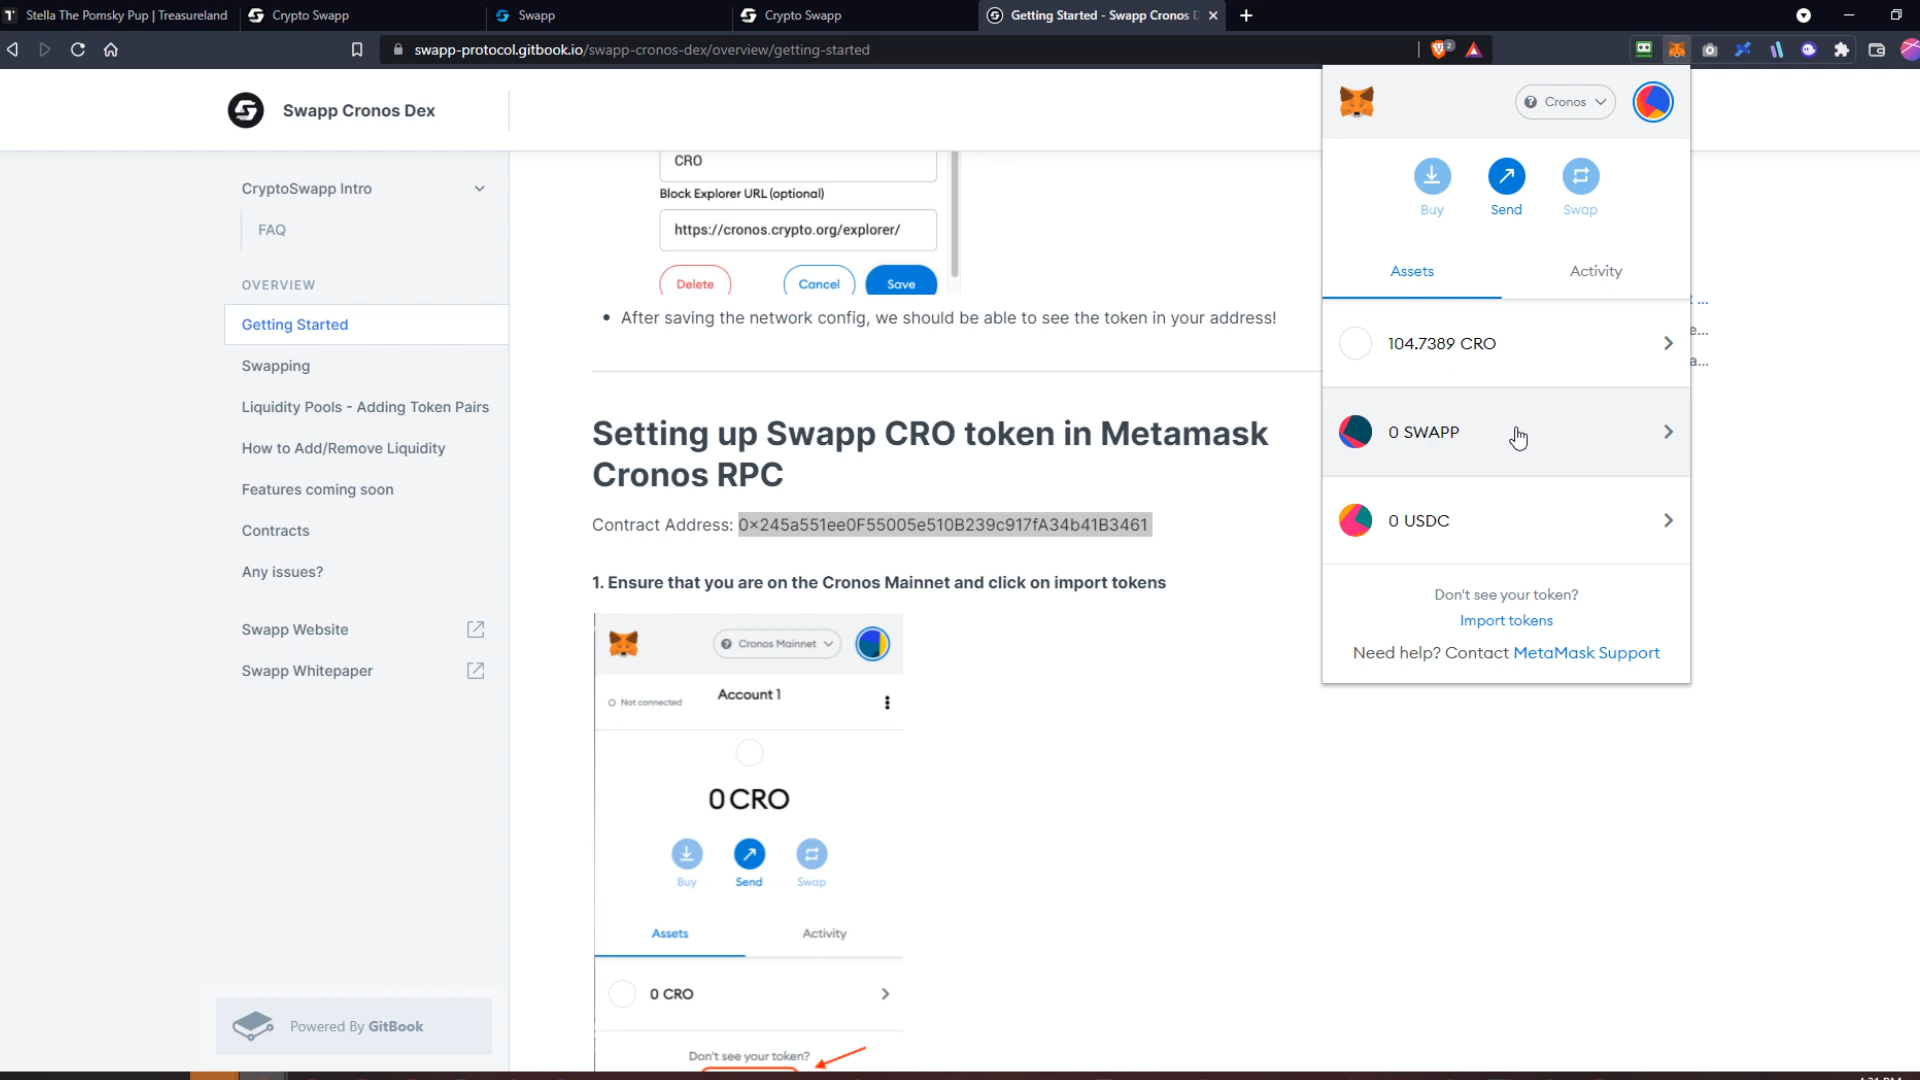 Stella The Pomsky Pup | Treasureland
Crypto Swapp
Swapp
Crypto Swapp
Getting Started - Swapp Cronos
swapp-protocol.gitbook.io/swapp-cronos-dex/overview/getting-started
2
Swapp Cronos Dex
CryptoSwapp Intro
FAQ
OVERVIEW
Getting Started
Swapping
Liquidity Pools - Adding Token Pairs
How to Add/Remove Liquidity
Features coming soon
Contracts
Any issues?
Swapp Website
Swapp Whitepaper
Powered By GitBook
CRO
Block Explorer URL (optional)
https://cronos.crypto.org/explorer/
Delete Cancel Save
• After saving the network config, we should be able to see the token in your address!
Setting up Swapp CRO token in Metamask
Cronos RPC
Contract Address: 0x245a551ee0F55005e510B239c917fA34b41B3461
1. Ensure that you are on the Cronos Mainnet and click on import tokens
Cronos Mainnet
Not connected
Account 1
0 CRO
Buy Send Swap
Assets Activity
0 CRO
Don't see your token?
Cronos
Buy Send Swap
Assets Activity
104.7389 CRO
0 SWAPP
0 USDC
Don't see your token?
Import tokens
Need help? Contact MetaMask Support